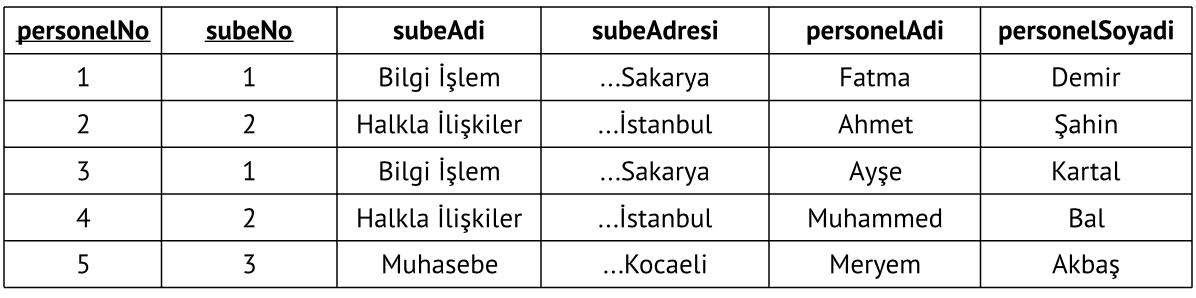 personelNo subeNo subeAdi subeAdresi personelAdi personelSoyadi
1 1 Bilgi İşlem ...Sakarya Fatma Demir
2 2 Halkla İlişkiler ...İstanbul Ahmet Şahin
3 1 Bilgi İşlem ...Sakarya Ayşe Kartal
4 2 Halkla İlişkiler ...İstanbul Muhammed Bal
5 3 Muhasebe ...Kocaeli Meryem Akbaş